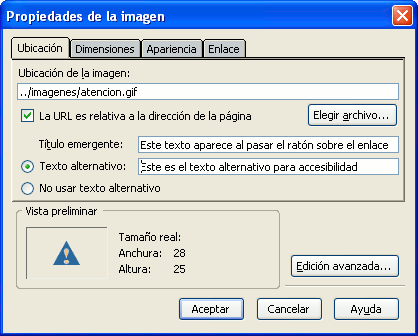 Propiedades de la imagen
Ubicación Dimensiones Apariencia Enlace
Ubicación de la imagen:
../imagenes/atencion.gif
La URL es relativa a la dirección de la página
Elegir archivo...
Título emergente: Este texto aparece al pasar el ratón sobre el enlace
Texto alternativo: Este es el texto alternativo para accesibilidad
No usar texto alternativo
Vista preliminar
Tamaño real:
Anchura: 28
Altura: 25
Edición avanzada...
Aceptar Cancelar Ayuda